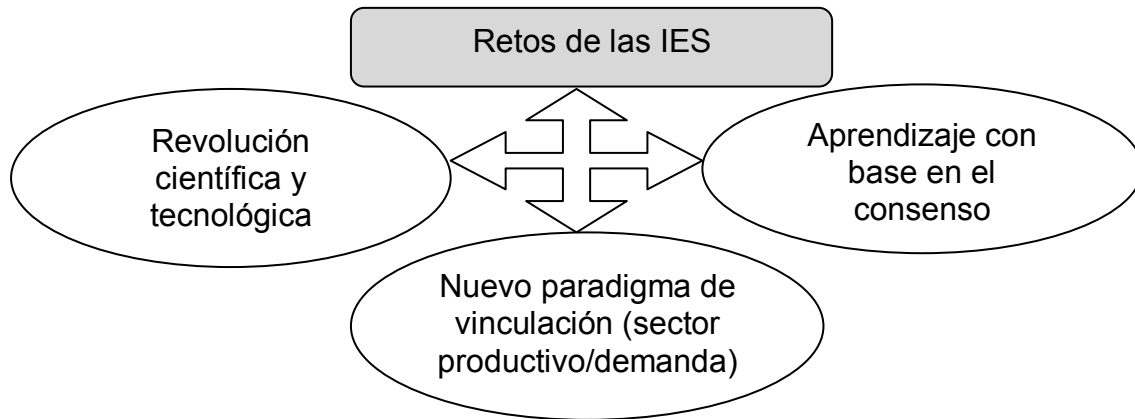 Retos de las IES
Revolución
científica y
tecnológica
Aprendizaje con
base en el
consenso
Nuevo paradigma de
vinculación (sector
productivo/demanda)